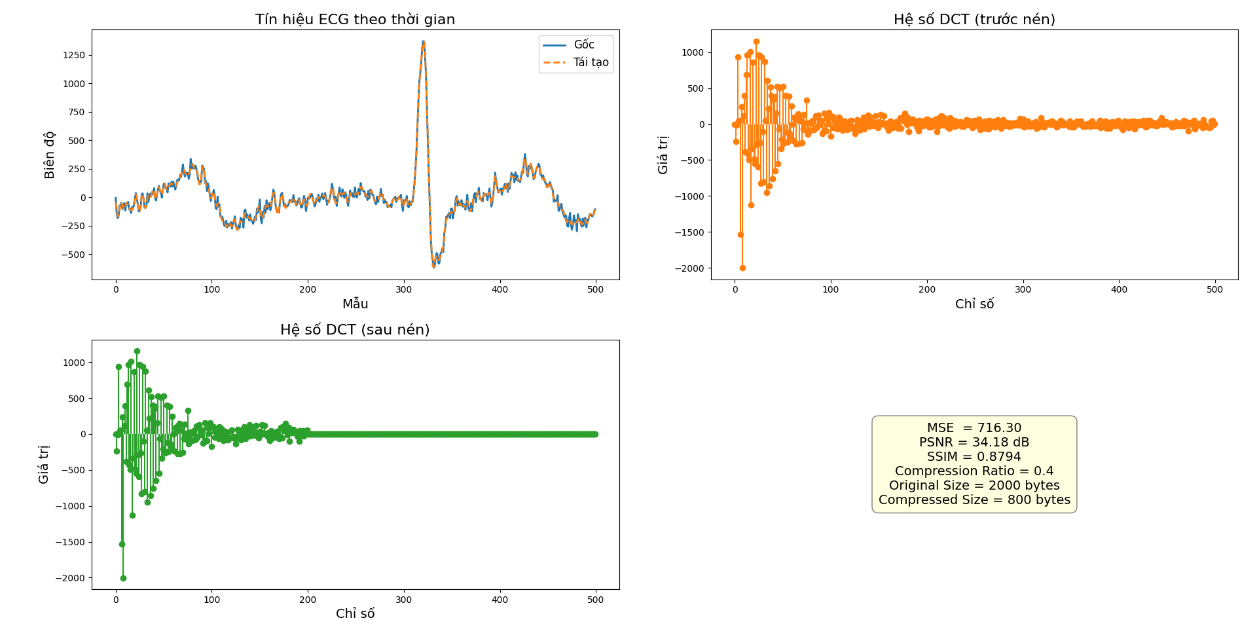 Tín hiệu ECG theo thời gian
1250
1000
750
500
250
0
−250
−500
0
100
200
300
400
500
Biên độ
Mẫu
Gốc
Tái tạo
Hệ số DCT (trước nén)
1000
500
0
−500
−1000
−1500
−2000
0
100
200
300
400
500
Giá trị
Chỉ số
Hệ số DCT (sau nén)
1000
500
0
−500
−1000
−1500
−2000
0
100
200
300
400
500
Giá trị
Chỉ số
MSE = 716.30
PSNR = 34.18 dB
SSIM = 0.8794
Compression Ratio = 0.4
Original Size = 2000 bytes
Compressed Size = 800 bytes